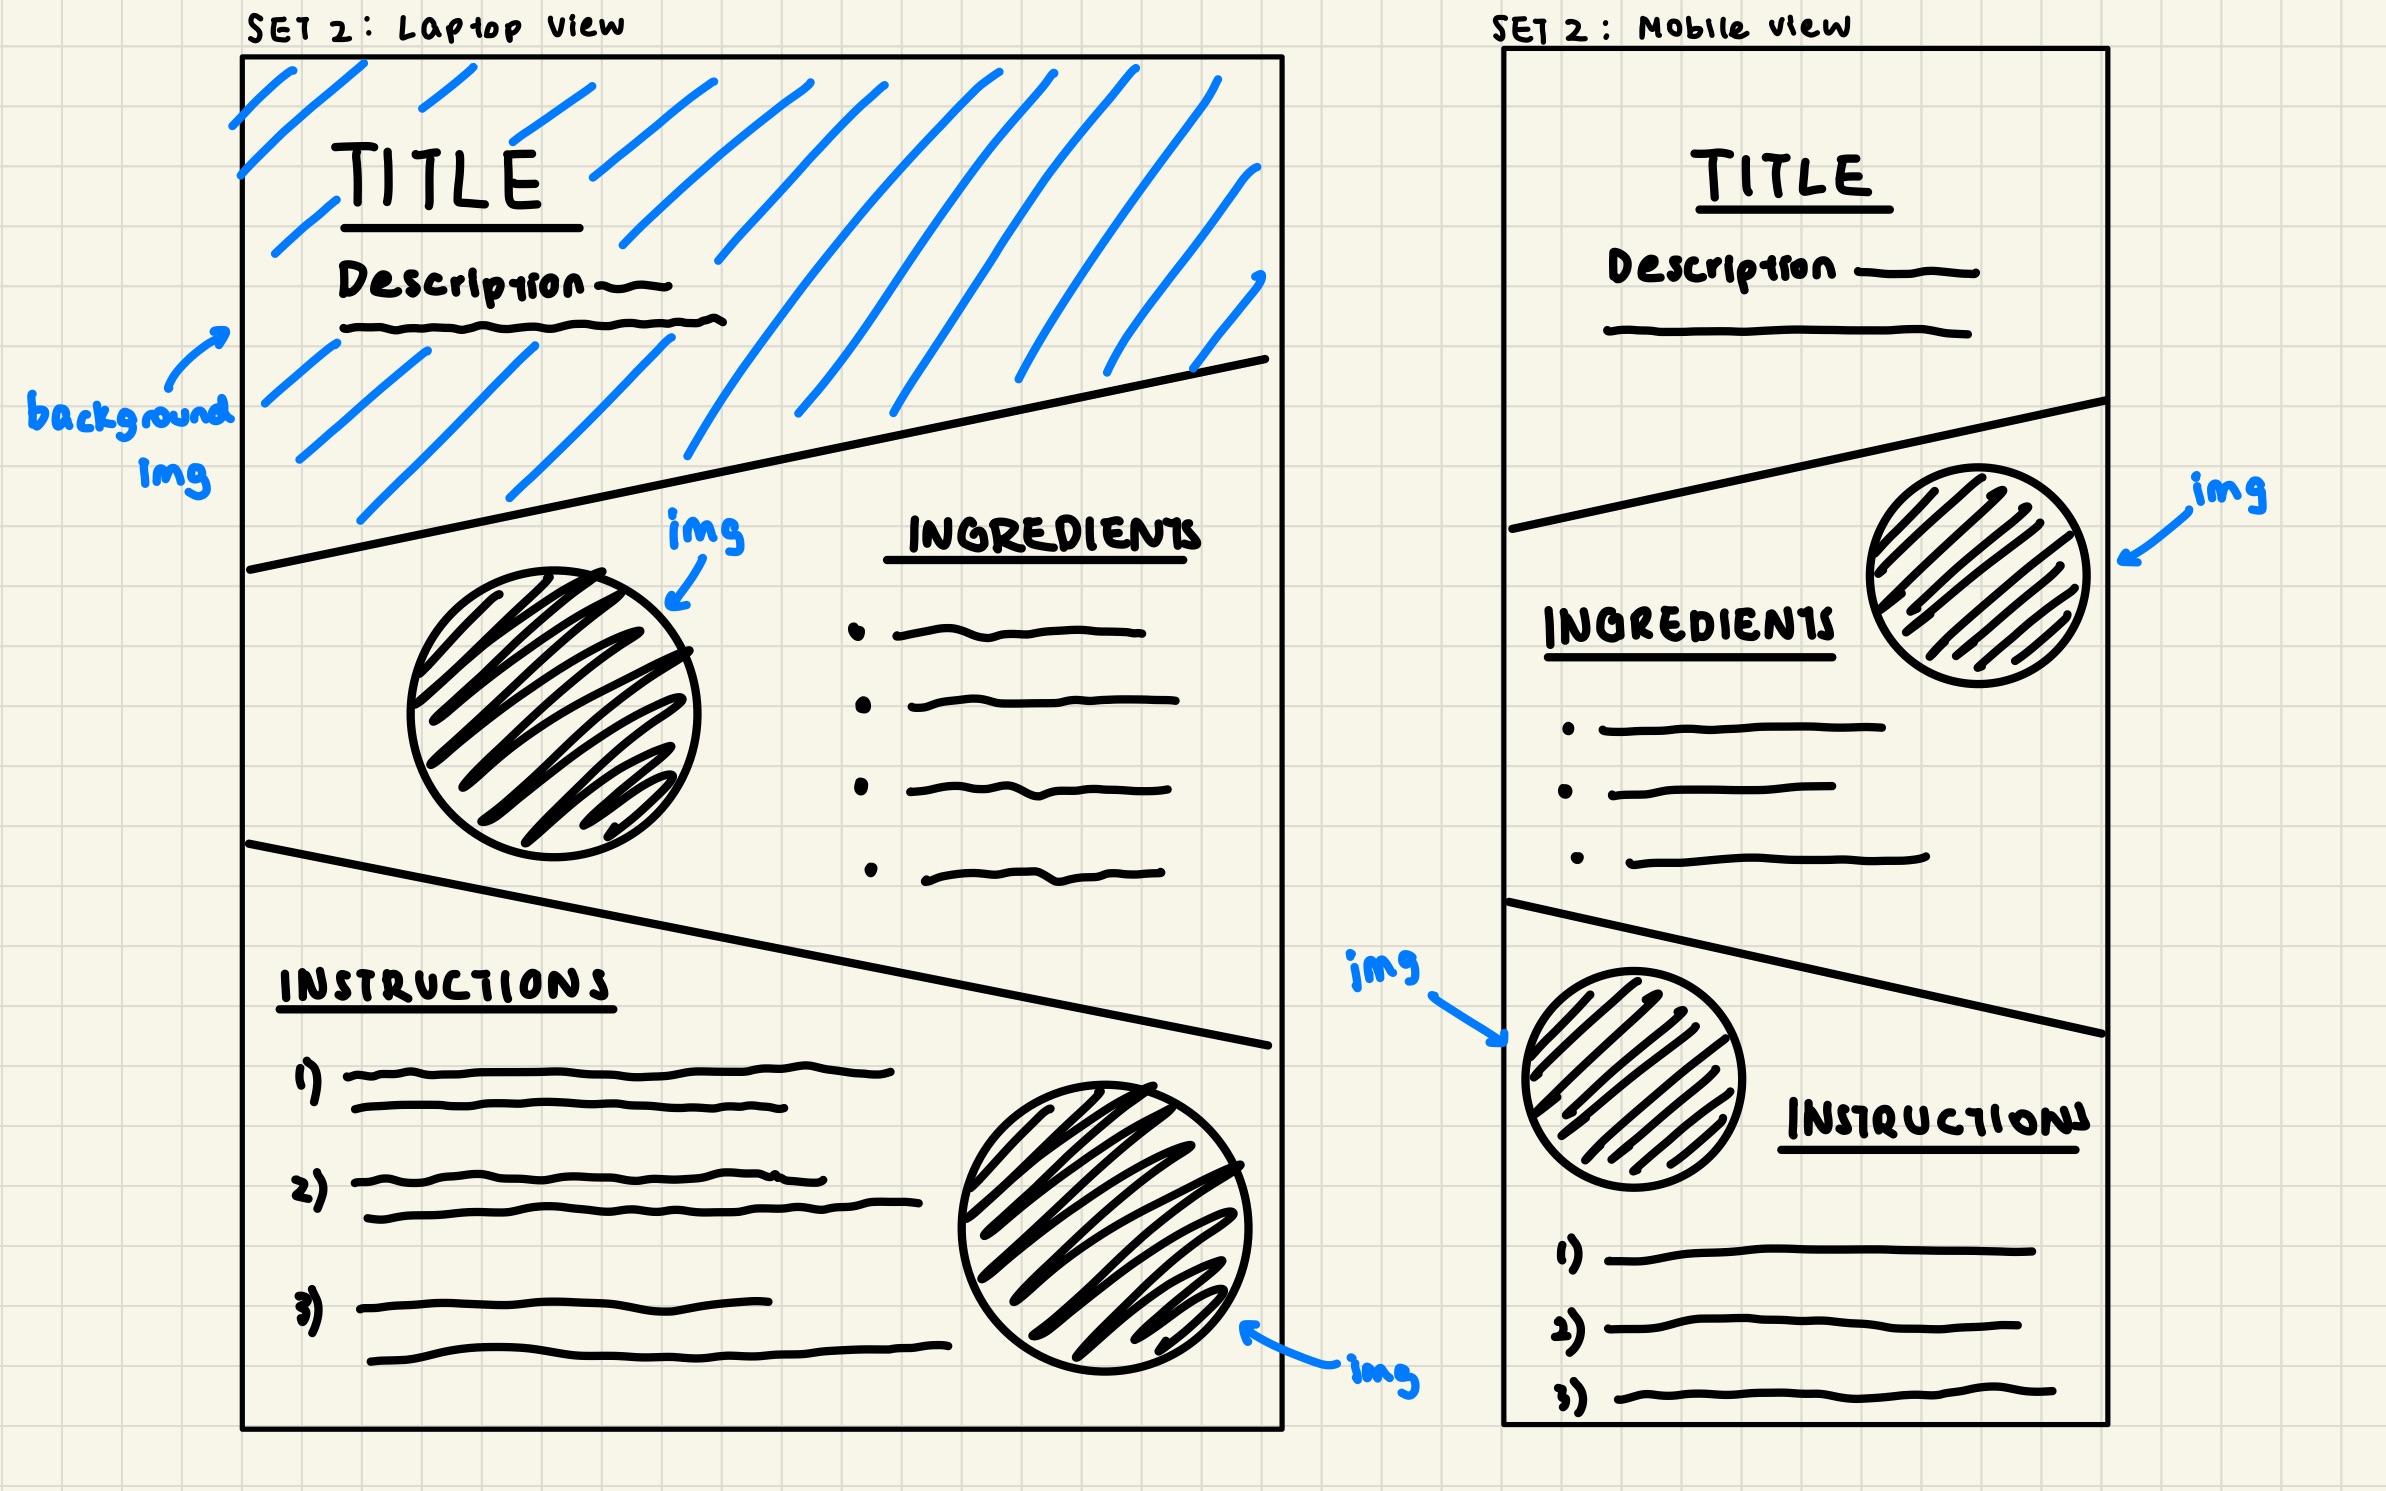 SET 2: Laptop View
TITLE
Description
background
img
img
INGREDIENTS
INSTRUCTIONS
1)
2)
3)
img
SET 2: Mobile View
TITLE
Description
img
INGREDIENTS
img
INSTRUCTIONS
1)
2)
3)